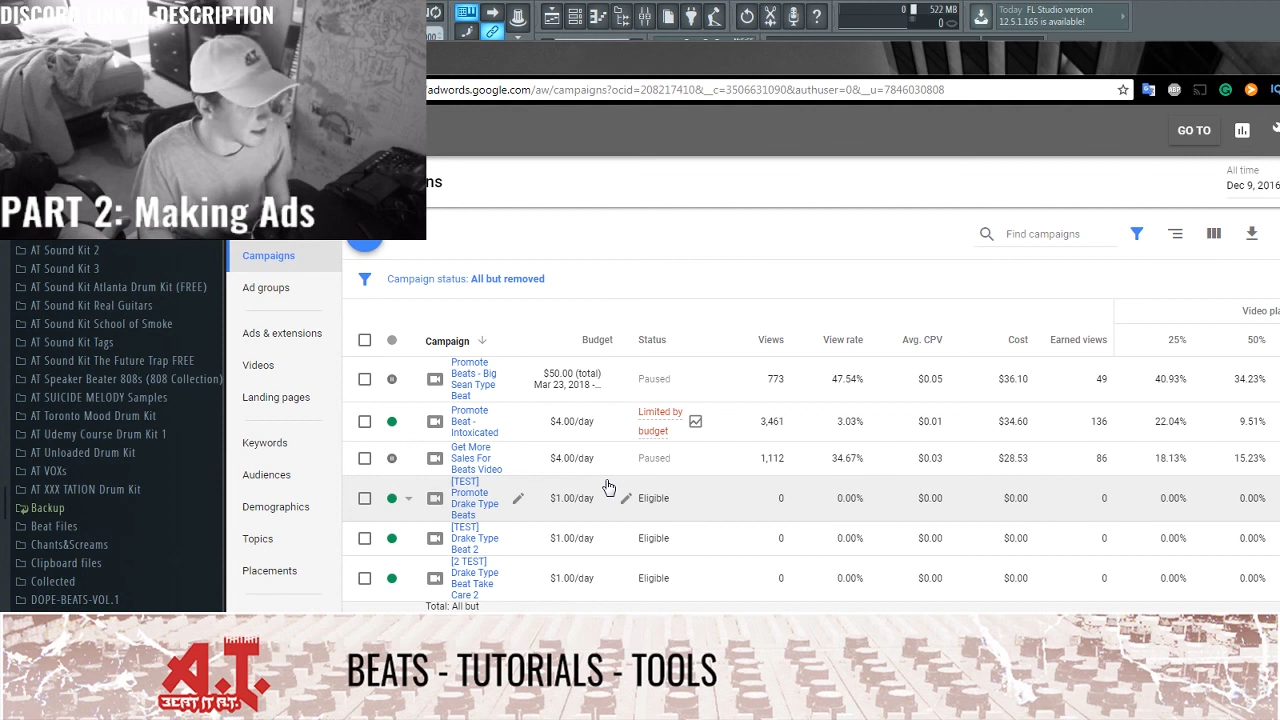 DISCORD LINK IN DESCRIPTION
PART 2: Making Ads
522 MB
0
0
Today FL Studio version
12.5.1.165 is available!
adwords.google.com/aw/campaigns?ocid=208217410&__c=3506631090&authuser=0&__u=7846030808
GO TO
ns
All time
Dec 9, 2016
Find campaigns
Campaign status: All but removed
AT Sound Kit 2
AT Sound Kit 3
AT Sound Kit Atlanta Drum Kit (FREE)
AT Sound Kit Real Guitars
AT Sound Kit School of Smoke
AT Sound Kit Tags
AT Sound Kit The Future Trap FREE
AT Speaker Beater 808s (808 Collection)
AT SUICIDE MELODY Samples
AT Toronto Mood Drum Kit
AT Udemy Course Drum Kit 1
AT Unloaded Drum Kit
AT VOXs
AT XXX TATION Drum Kit
Backup
Beat Files
Chants&Screams
Clipboard files
Collected
DOPE-BEATS-VOL.1
Campaigns
Ad groups
Ads & extensions
Videos
Landing pages
Keywords
Audiences
Demographics
Topics
Placements
Video pla
Campaign Budget Status Views View rate Avg. CPV Cost Earned views 25% 50%
Promote
Beats - Big
Sean Type
Beat
$50.00 (total)
Mar 23, 2018 -...
Paused 773 47.54% $0.05 $36.10 49 40.93% 34.23%
Promote
Beat -
Intoxicated
$4.00/day
Limited by
budget
3,461 3.03% $0.01 $34.60 136 22.04% 9.51%
Get More
Sales For
Beats Video
$4.00/day Paused 1,112 34.67% $0.03 $28.53 86 18.13% 15.23%
[TEST]
Promote
Drake Type
Beats
$1.00/day Eligible 0 0.00% $0.00 $0.00 0 0.00% 0.00%
[TEST]
Drake Type
Beat 2
$1.00/day Eligible 0 0.00% $0.00 $0.00 0 0.00% 0.00%
[2 TEST]
Drake Type
Beat Take
Care 2
$1.00/day Eligible 0 0.00% $0.00 $0.00 0 0.00% 0.00%
Total: All but
A.T.
BEAT IT AT
BEATS - TUTORIALS - TOOLS